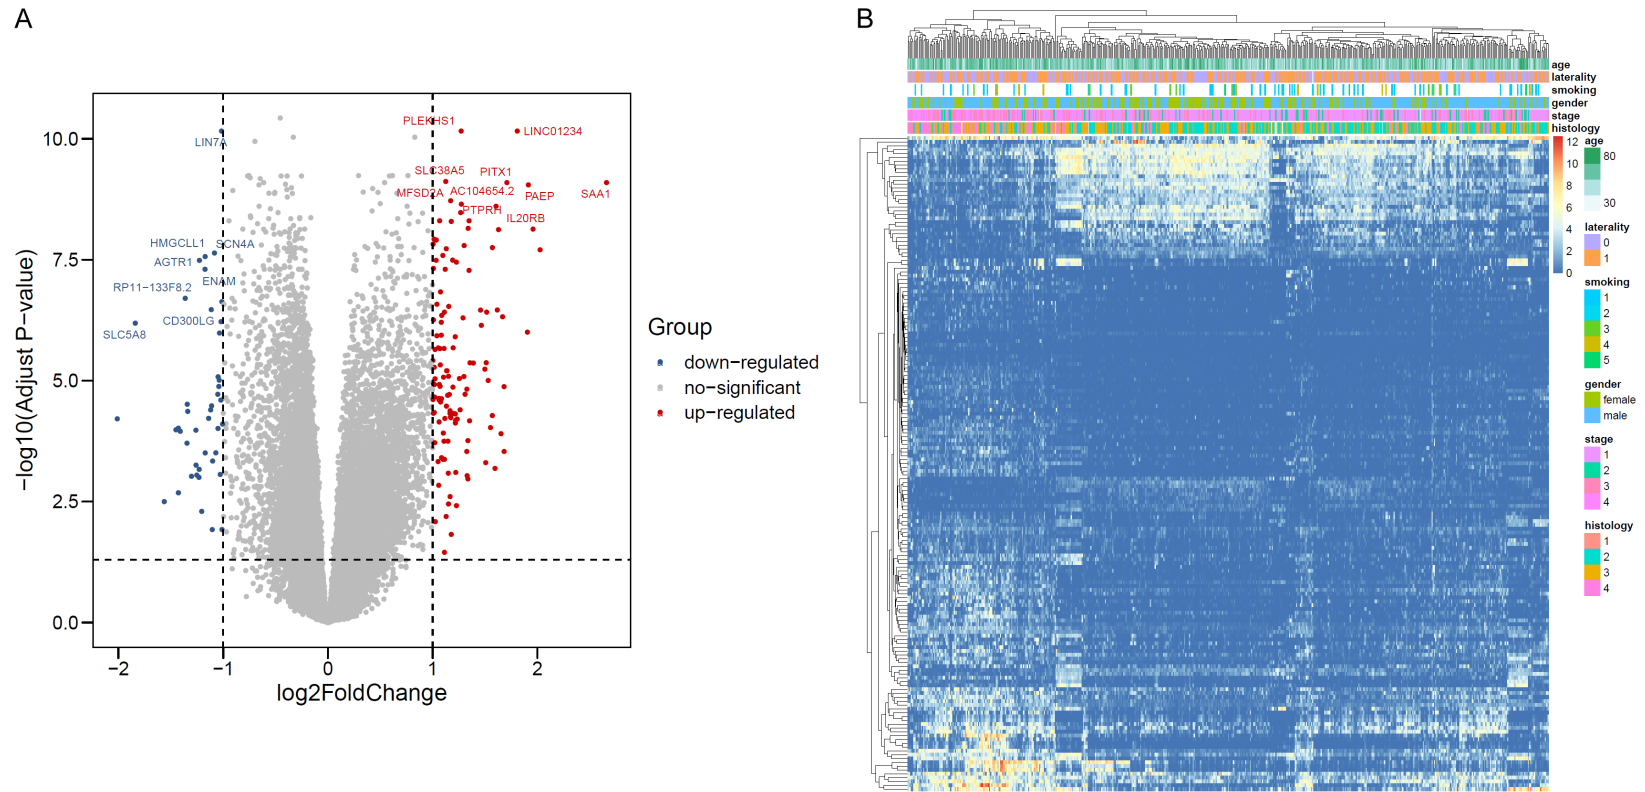 A
−log10(Adjust P−value)
10.0
7.5
5.0
2.5
0.0
−2
−1
0
1
2
log2FoldChange
PLEKHS1
LINC01234
LIN7A
SLC38A5
PITX1
MFSD2A
AC104654.2
PAEP
SAA1
PTPRH
IL20RB
HMGCLL1
SCN4A
AGTR1
ENAM
RP11−133F8.2
CD300LG
SLC5A8
Group
down−regulated
no−significant
up−regulated
B
age
laterality
smoking
gender
stage
histology
12
10
8
6
4
2
0
age
80
30
laterality
0
1
smoking
1
2
3
4
5
gender
female
male
stage
1
2
3
4
histology
1
2
3
4